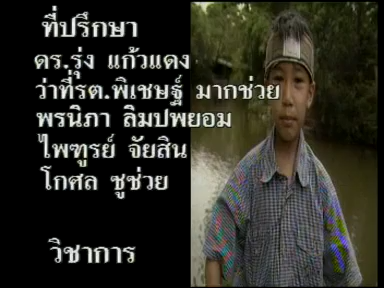 ที่ปรึกษา
ดร.รุ่ง แก้วแดง
ว่าที่รต.พิเชษฐ์ มากช่วย
พรนิภา ลิมปพยอม
ไพฑูรย์ จัยสิน
โกศล ชูช่วย
วิชาการ